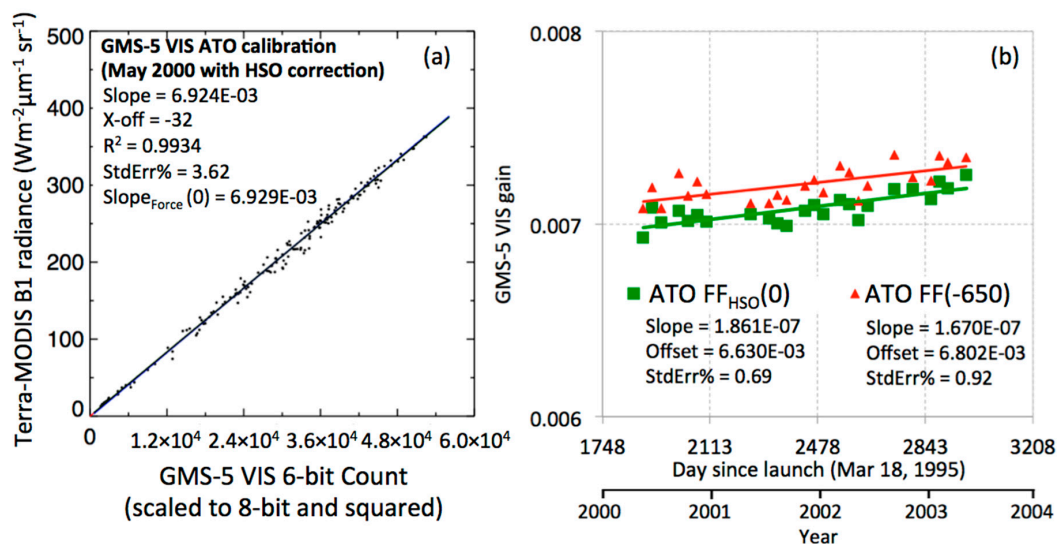 GMS-5 VIS ATO calibration
(May 2000 with HSO correction)
(a)
Slope = 6.924E-03
X-off = -32
R² = 0.9934
StdErr% = 3.62
Slope_Force (0) = 6.929E-03
Terra-MODIS B1 radiance (Wm⁻²µm⁻¹ sr⁻¹)
500
400
300
200
100
0
0 1.2×10⁴ 2.4×10⁴ 3.6×10⁴ 4.8×10⁴ 6.0×10⁴
GMS-5 VIS 6-bit Count
(scaled to 8-bit and squared)
(b)
GMS-5 VIS gain
0.008
0.007
0.006
ATO FF_HSO(0)
Slope = 1.861E-07
Offset = 6.630E-03
StdErr% = 0.69
ATO FF(-650)
Slope = 1.670E-07
Offset = 6.802E-03
StdErr% = 0.92
1748 2113 2478 2843 3208
Day since launch (Mar 18, 1995)
2000 2001 2002 2003 2004
Year